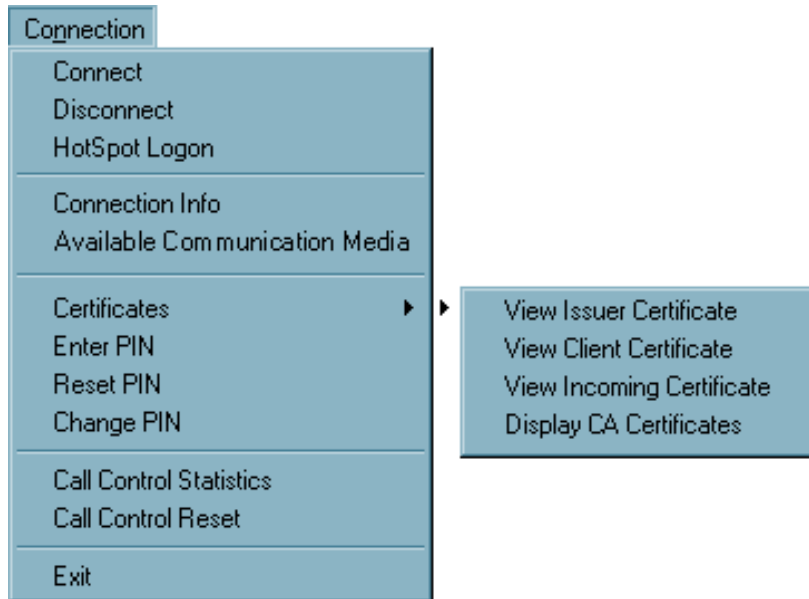 Connection
Connect
Disconnect
HotSpot Logon
Connection Info
Available Communication Media
Certificates
Enter PIN
Reset PIN
Change PIN
Call Control Statistics
Call Control Reset
Exit
View Issuer Certificate
View Client Certificate
View Incoming Certificate
Display CA Certificates